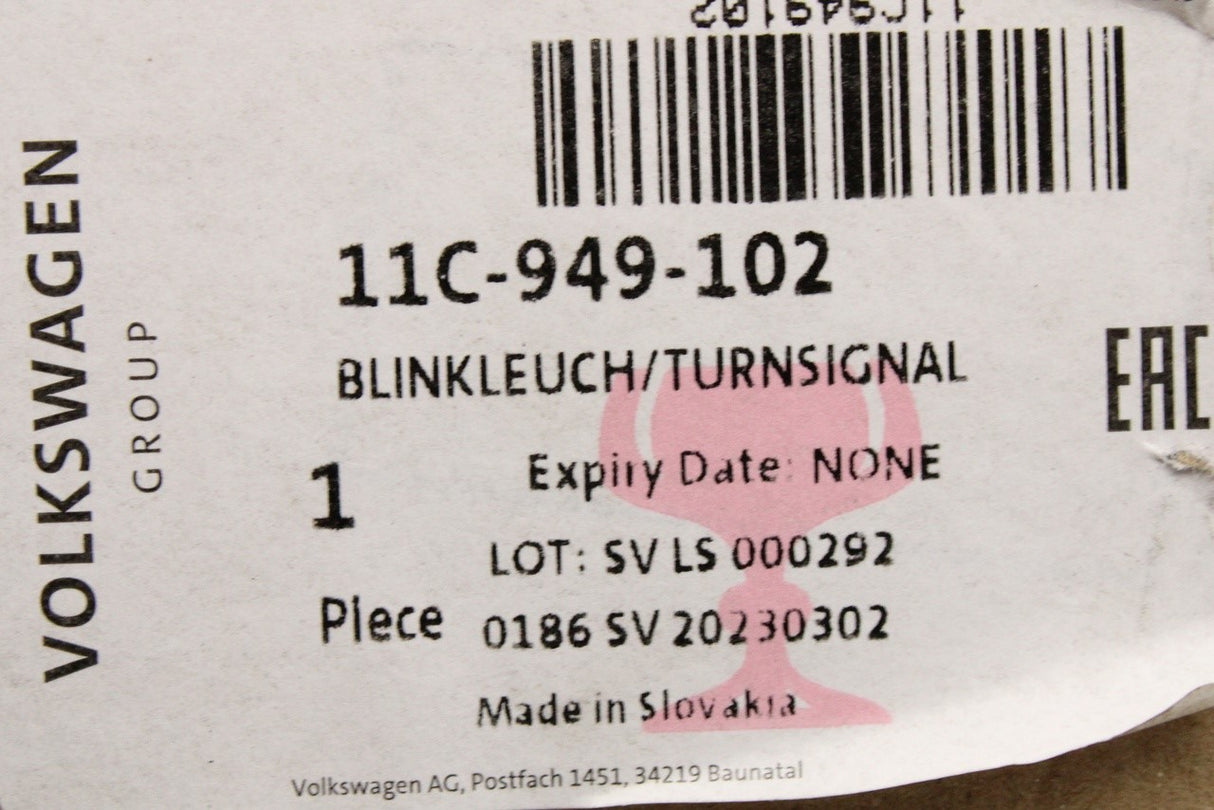 11C949102
VOLKSWAGEN
GROUP
11C-949-102
BLINKLEUCH/TURNSIGNAL
EAC
1
Expiry Date: NONE
LOT: SV LS 000292
Piece
0186 SV 20230302
Made in Slovakia
Volkswagen AG, Postfach 1451, 34219 Baunatal